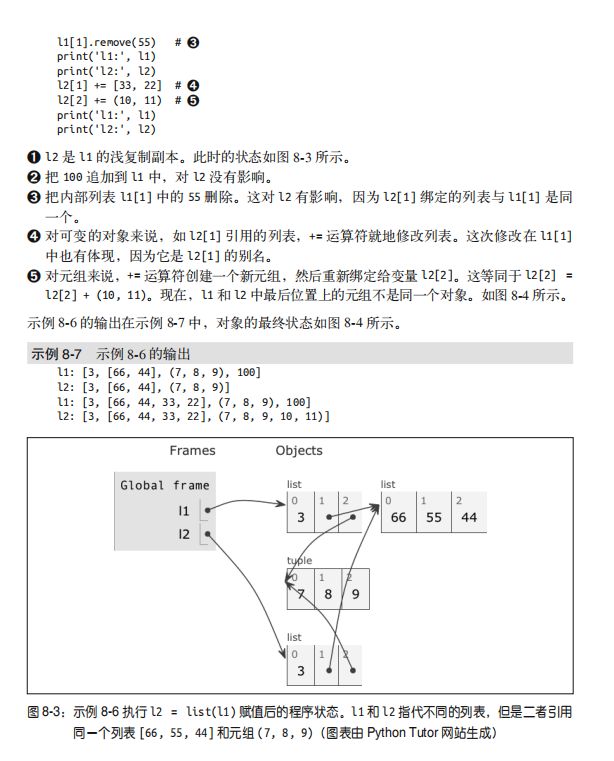 l1[1].remove(55)   # ❸
print('l1:', l1)
print('l2:', l2)
l2[1] += [33, 22]  # ❹
l2[2] += (10, 11)  # ❺
print('l1:', l1)
print('l2:', l2)
❶ l2 是 l1 的浅复制副本。此时的状态如图 8-3 所示。
❷ 把 100 追加到 l1 中，对 l2 没有影响。
❸ 把内部列表 l1[1] 中的 55 删除。这对 l2 有影响，因为 l2[1] 绑定的列表与 l1[1] 是同
一个。
❹ 对可变的对象来说，如 l2[1] 引用的列表，+= 运算符就地修改列表。这次修改在 l1[1]
中也有体现，因为它是 l2[1] 的别名。
❺ 对元组来说，+= 运算符创建一个新元组，然后重新绑定给变量 l2[2]。这等同于 l2[2] =
l2[2] + (10, 11)。现在，l1 和 l2 中最后位置上的元组不是同一个对象。如图 8-4 所示。
示例 8-6 的输出在示例 8-7 中，对象的最终状态如图 8-4 所示。
示例 8-7　示例 8-6 的输出
l1: [3, [66, 44], (7, 8, 9), 100]
l2: [3, [66, 44], (7, 8, 9)]
l1: [3, [66, 44, 33, 22], (7, 8, 9), 100]
l2: [3, [66, 44, 33, 22], (7, 8, 9, 10, 11)]
Frames Objects
Global frame
l1
l2
list
0 1 2
3
list
0 1 2
66 55 44
tuple
0 1 2
7 8 9
list
0 1 2
3
图 8-3：示例 8-6 执行 l2 = list(l1) 赋值后的程序状态。l1 和 l2 指代不同的列表，但是二者引用
同一个列表 [66, 55, 44] 和元组 (7, 8, 9)（图表由 Python Tutor 网站生成）